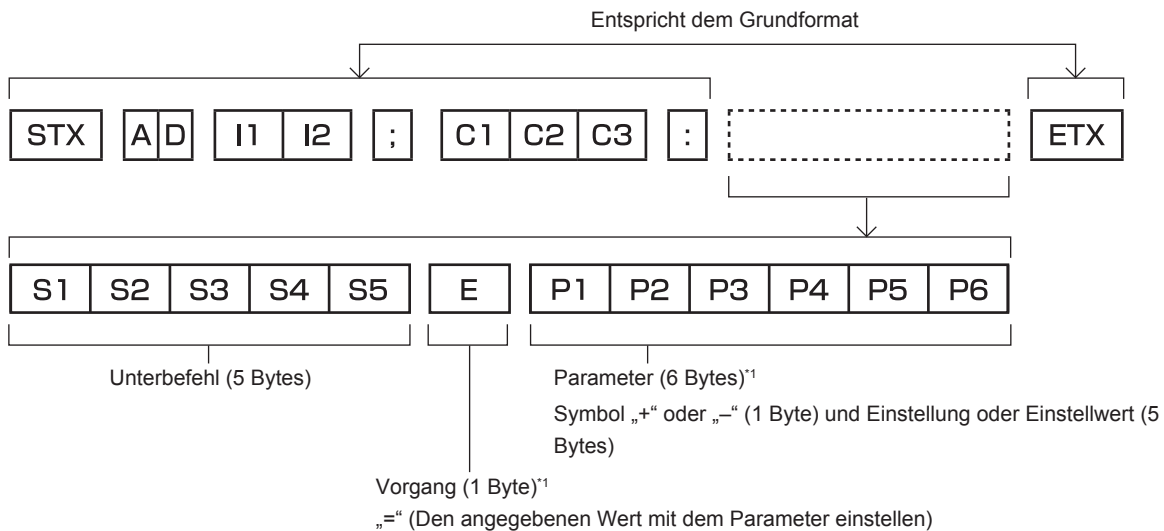 Entspricht dem Grundformat
STX A D I1 I2 ; C1 C2 C3 : ETX
S1 S2 S3 S4 S5 E P1 P2 P3 P4 P5 P6
Unterbefehl (5 Bytes)
Parameter (6 Bytes)*1
Symbol „+“ oder „–“ (1 Byte) und Einstellung oder Einstellwert (5
Bytes)
Vorgang (1 Byte)*1
„=“ (Den angegebenen Wert mit dem Parameter einstellen)